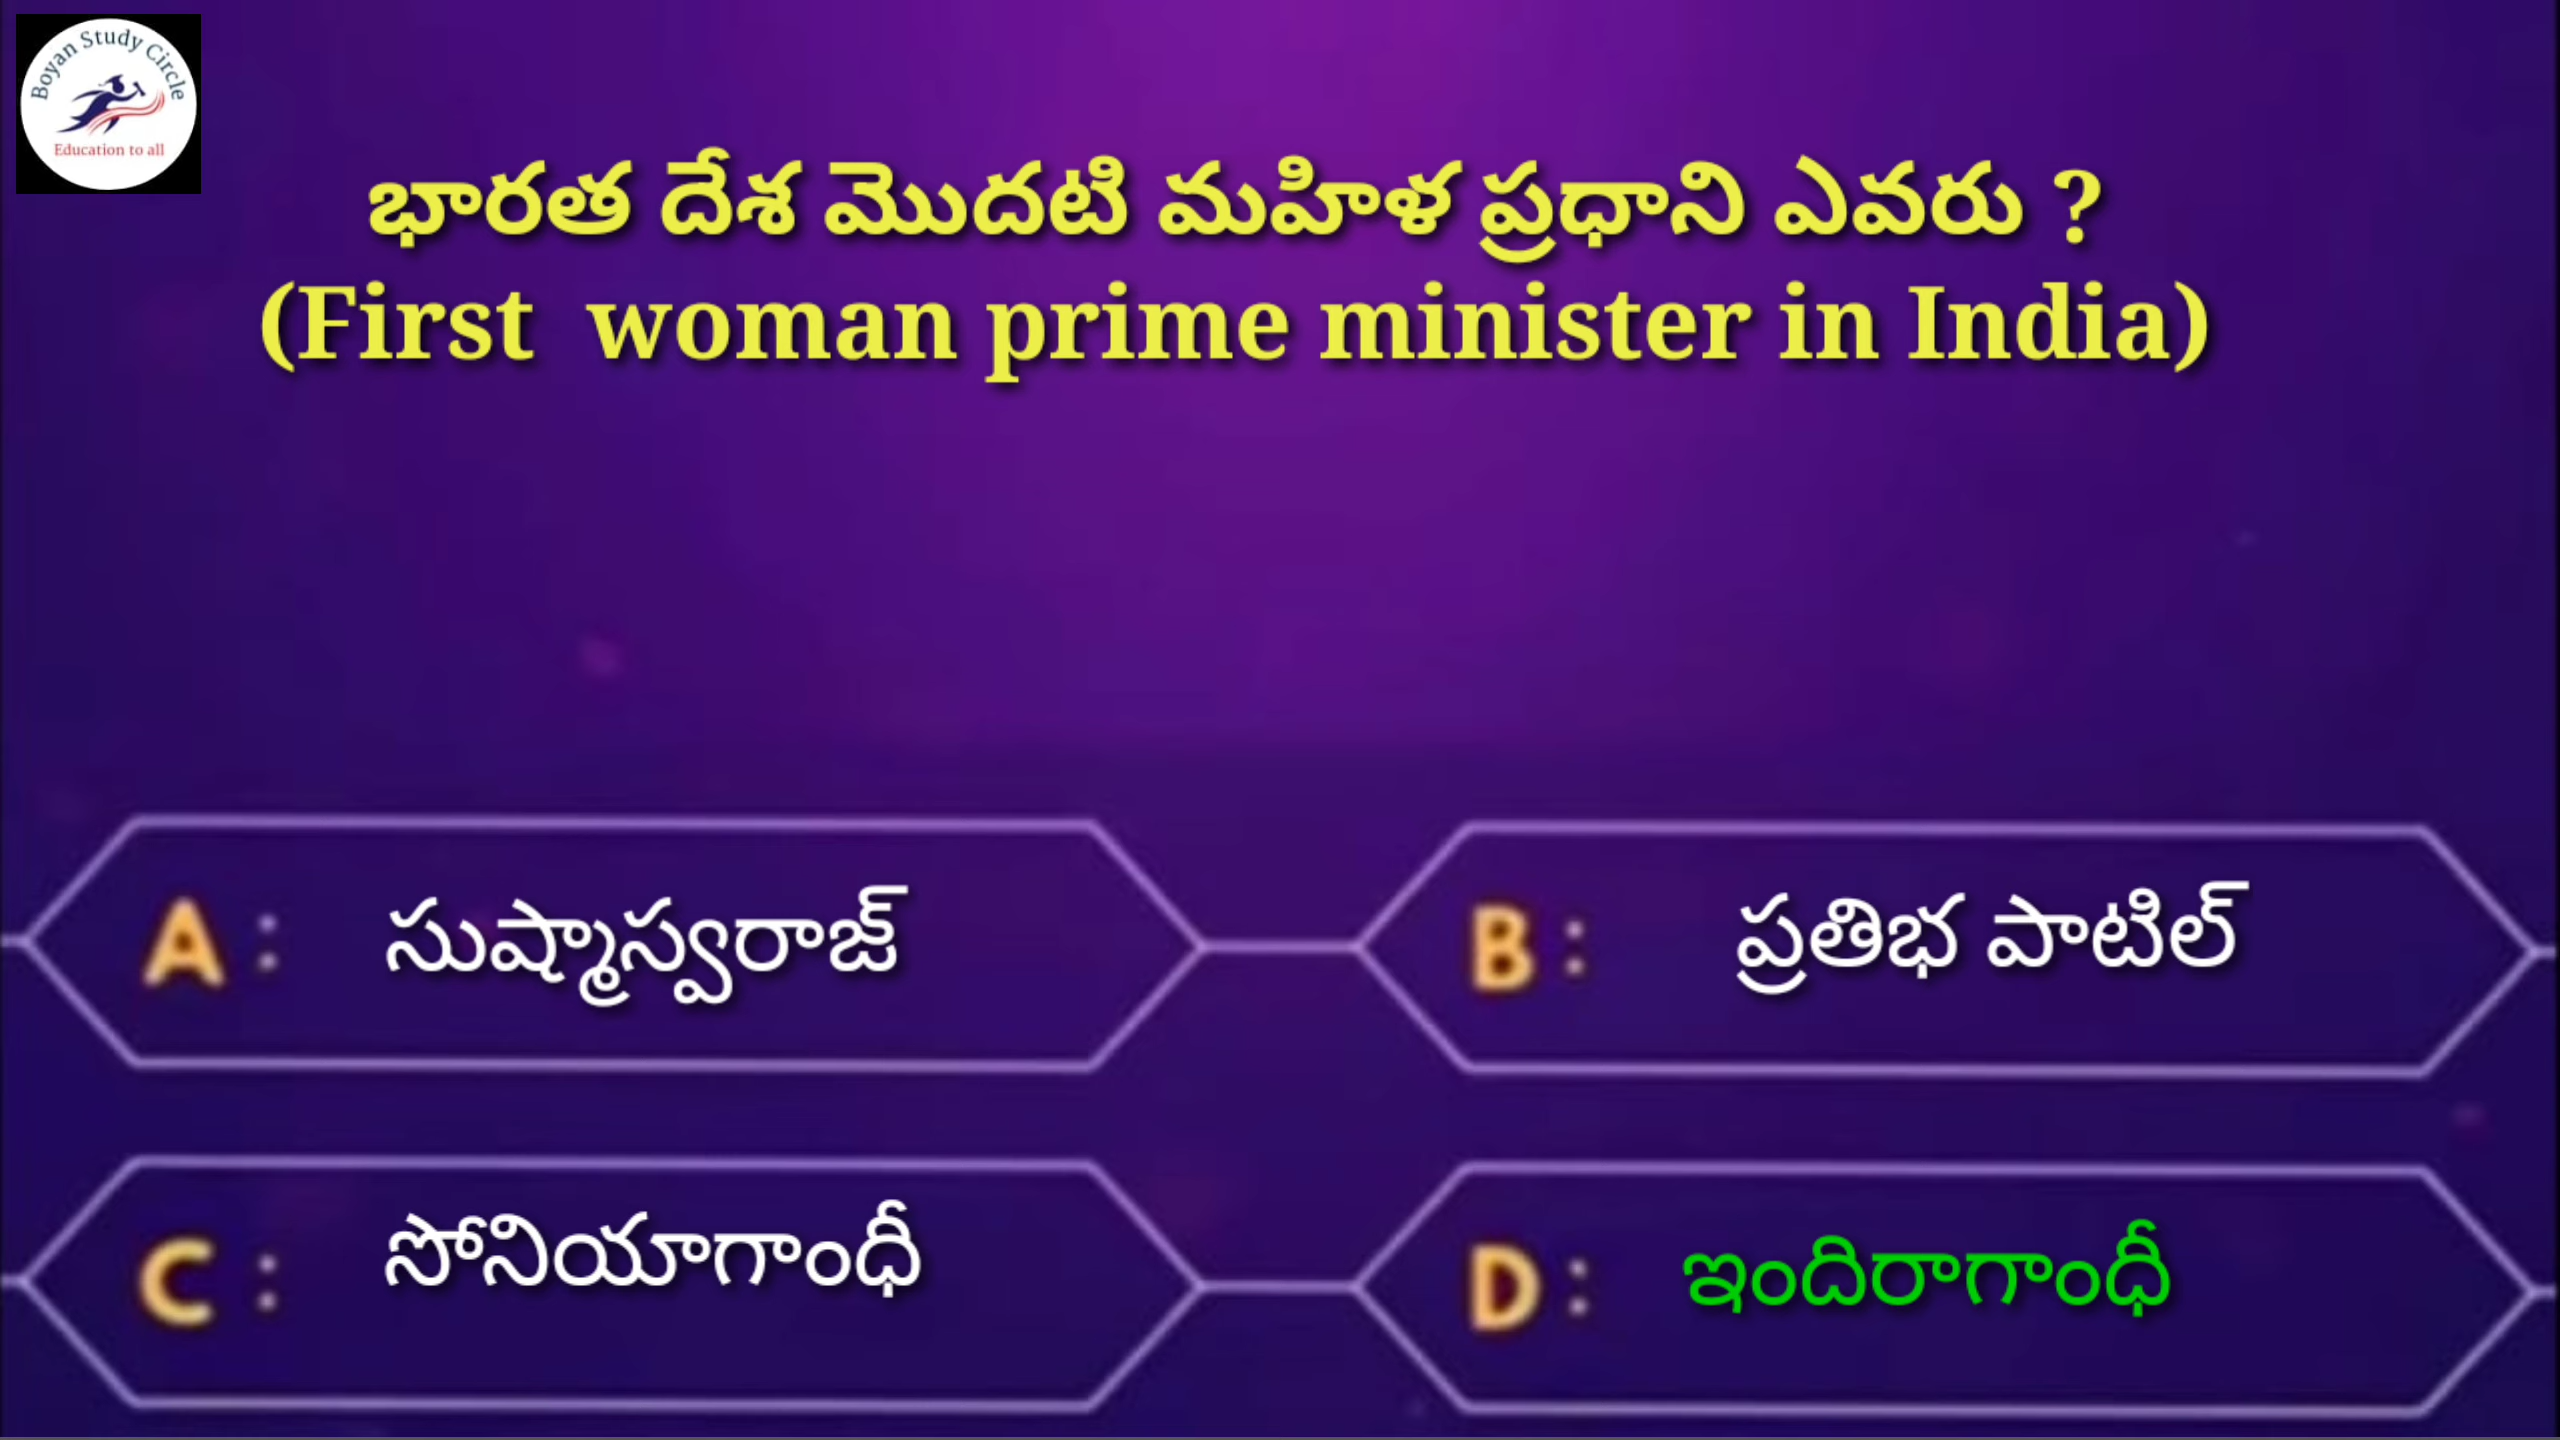 Boyan Study Circle
Education to all
భారత దేశ మొదటి మహిళ ప్రధాని ఎవరు ?
(First woman prime minister in India)
A : సుష్మాస్వరాజ్
B : ప్రతిభ పాటిల్
C : సోనియాగాంధీ
D : ఇందిరాగాంధీ